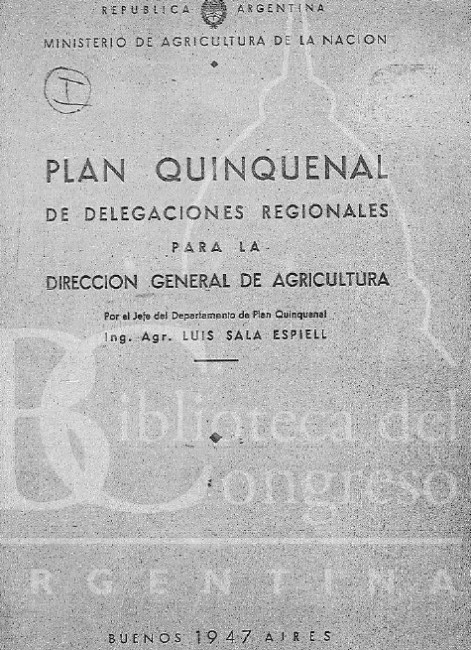 REPUBLICA ARGENTINA
MINISTERIO DE AGRICULTURA DE LA NACION
I
PLAN QUINQUENAL
DE DELEGACIONES REGIONALES
PARA LA
DIRECCION GENERAL DE AGRICULTURA
Por el Jefe del Departamento de Plan Quinquenal
Ing. Agr. LUIS SALA ESPIELL
Biblioteca del
Congreso
ARGENTINA
BUENOS 1947 AIRES